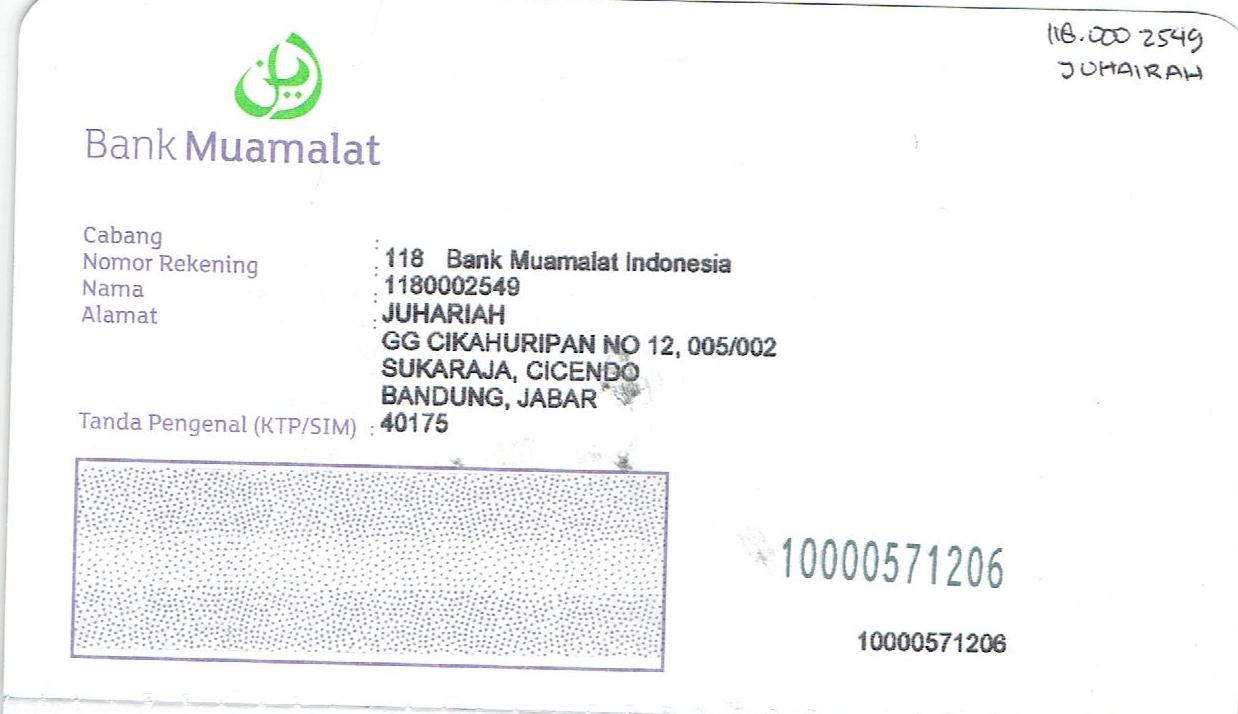 118.000 2549
JUHAIRAH
Bank Muamalat
Cabang : 118 Bank Muamalat Indonesia
Nomor Rekening : 1180002549
Nama : JUHARIAH
Alamat : GG CIKAHURIPAN NO 12, 005/002
SUKARAJA, CICENDO
BANDUNG, JABAR
Tanda Pengenal (KTP/SIM) : 40175
10000571206
10000571206